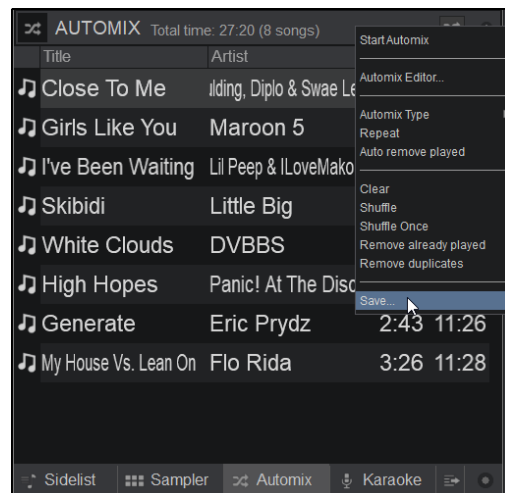 AUTOMIX Total time: 27:20 (8 songs)
Title Artist
Close To Me ılding, Diplo & Swae Le
Girls Like You Maroon 5
I've Been Waiting Lil Peep & ILoveMako
Skibidi Little Big
White Clouds DVBBS
High Hopes Panic! At The Disc
Generate Eric Prydz 2:43 11:26
My House Vs. Lean On Flo Rida 3:26 11:28
Start Automix
Automix Editor...
Automix Type
Repeat
Auto remove played
Clear
Shuffle
Shuffle Once
Remove already played
Remove duplicates
Save...
Sidelist Sampler Automix Karaoke